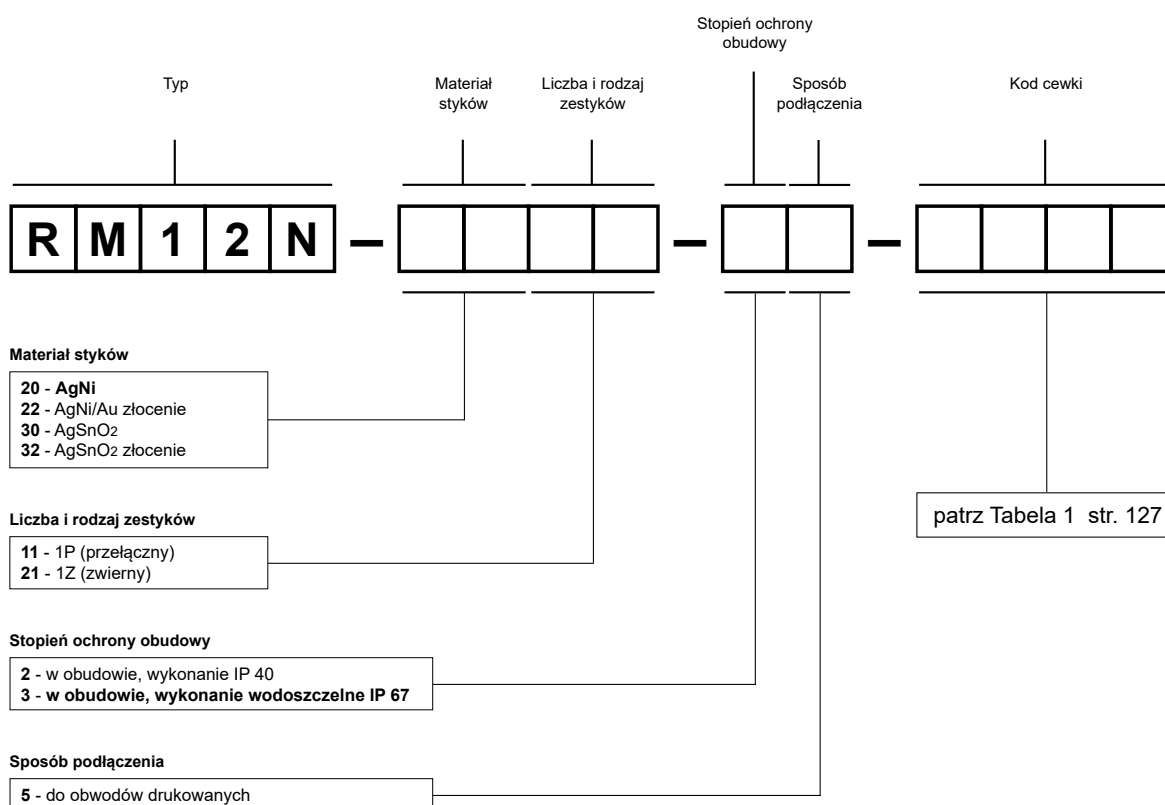 Stopień ochrony
obudowy
Typ
Materiał
styków
Liczba i rodzaj
zestyków
Sposób
podłączenia
Kod cewki
R M 1 2 N – – –
Materiał styków
20 - AgNi
22 - AgNi/Au złocenie
30 - AgSnO2
32 - AgSnO2 złocenie
Liczba i rodzaj zestyków
11 - 1P (przełączny)
21 - 1Z (zwierny)
patrz Tabela 1 str. 127
Stopień ochrony obudowy
2 - w obudowie, wykonanie IP 40
3 - w obudowie, wykonanie wodoszczelne IP 67
Sposób podłączenia
5 - do obwodów drukowanych